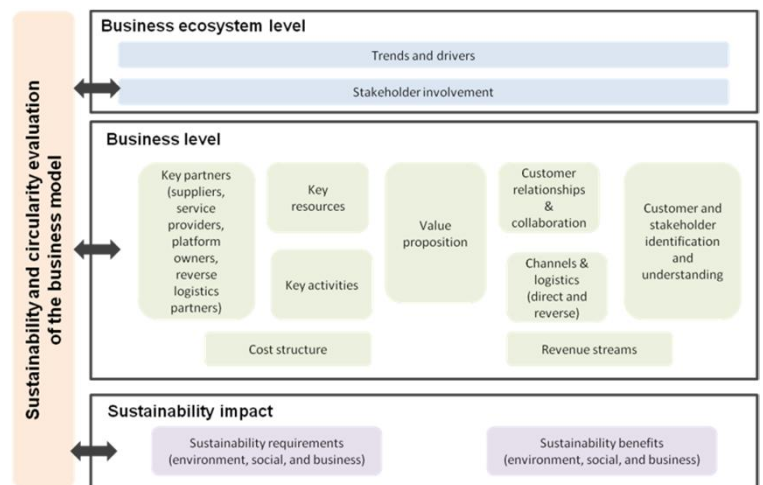 Sustainability and circularity evaluation
of the business model
Business ecosystem level
Trends and drivers
Stakeholder involvement
Business level
Key partners
(suppliers,
service
providers,
platform
owners,
reverse
logistics
partners)
Key
resources
Key activities
Value
proposition
Customer
relationships
&
collaboration
Channels &
logistics
(direct and
reverse)
Customer and
stakeholder
identification
and
understanding
Cost structure
Revenue streams
Sustainability impact
Sustainability requirements
(environment, social, and business)
Sustainability benefits
(environment, social, and business)